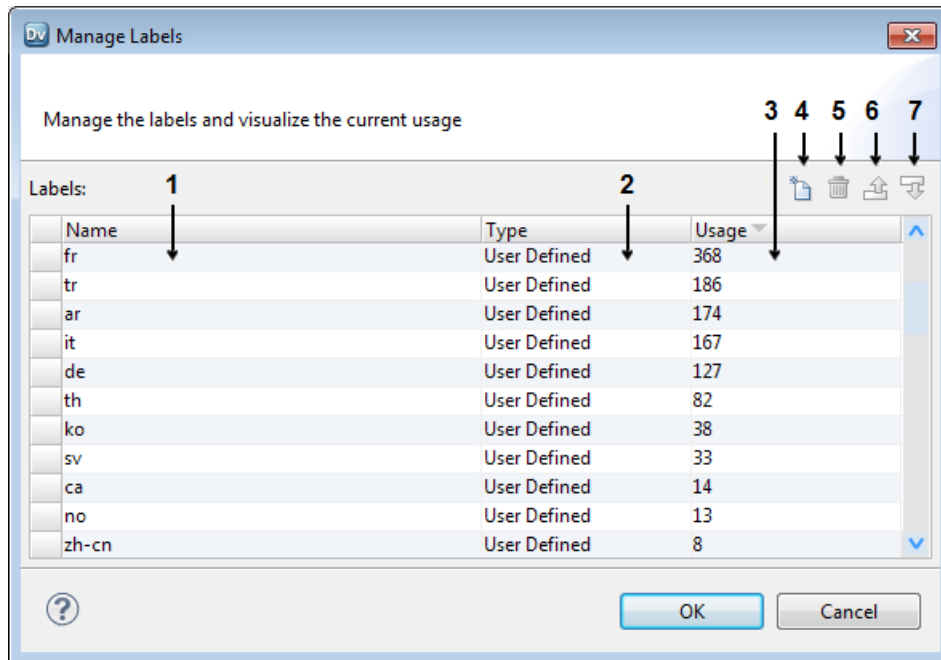 Dv Manage Labels
Manage the labels and visualize the current usage
3 4 5 6 7
Labels: 1 2
Name Type Usage
fr User Defined 368
tr User Defined 186
ar User Defined 174
it User Defined 167
de User Defined 127
th User Defined 82
ko User Defined 38
sv User Defined 33
ca User Defined 14
no User Defined 13
zh-cn User Defined 8
? OK Cancel